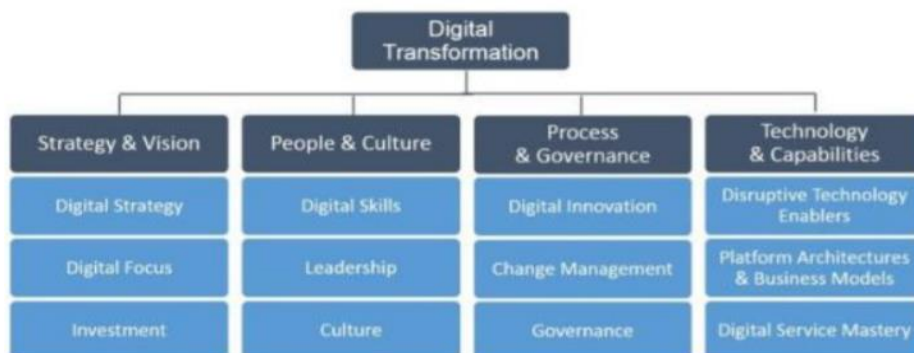 Digital
Transformation
Strategy & Vision
Digital Strategy
Digital Focus
Investment
People & Culture
Digital Skills
Leadership
Culture
Process
& Governance
Digital Innovation
Change Management
Governance
Technology
& Capabilities
Disruptive Technology
Enablers
Platform Architectures
& Business Models
Digital Service Mastery